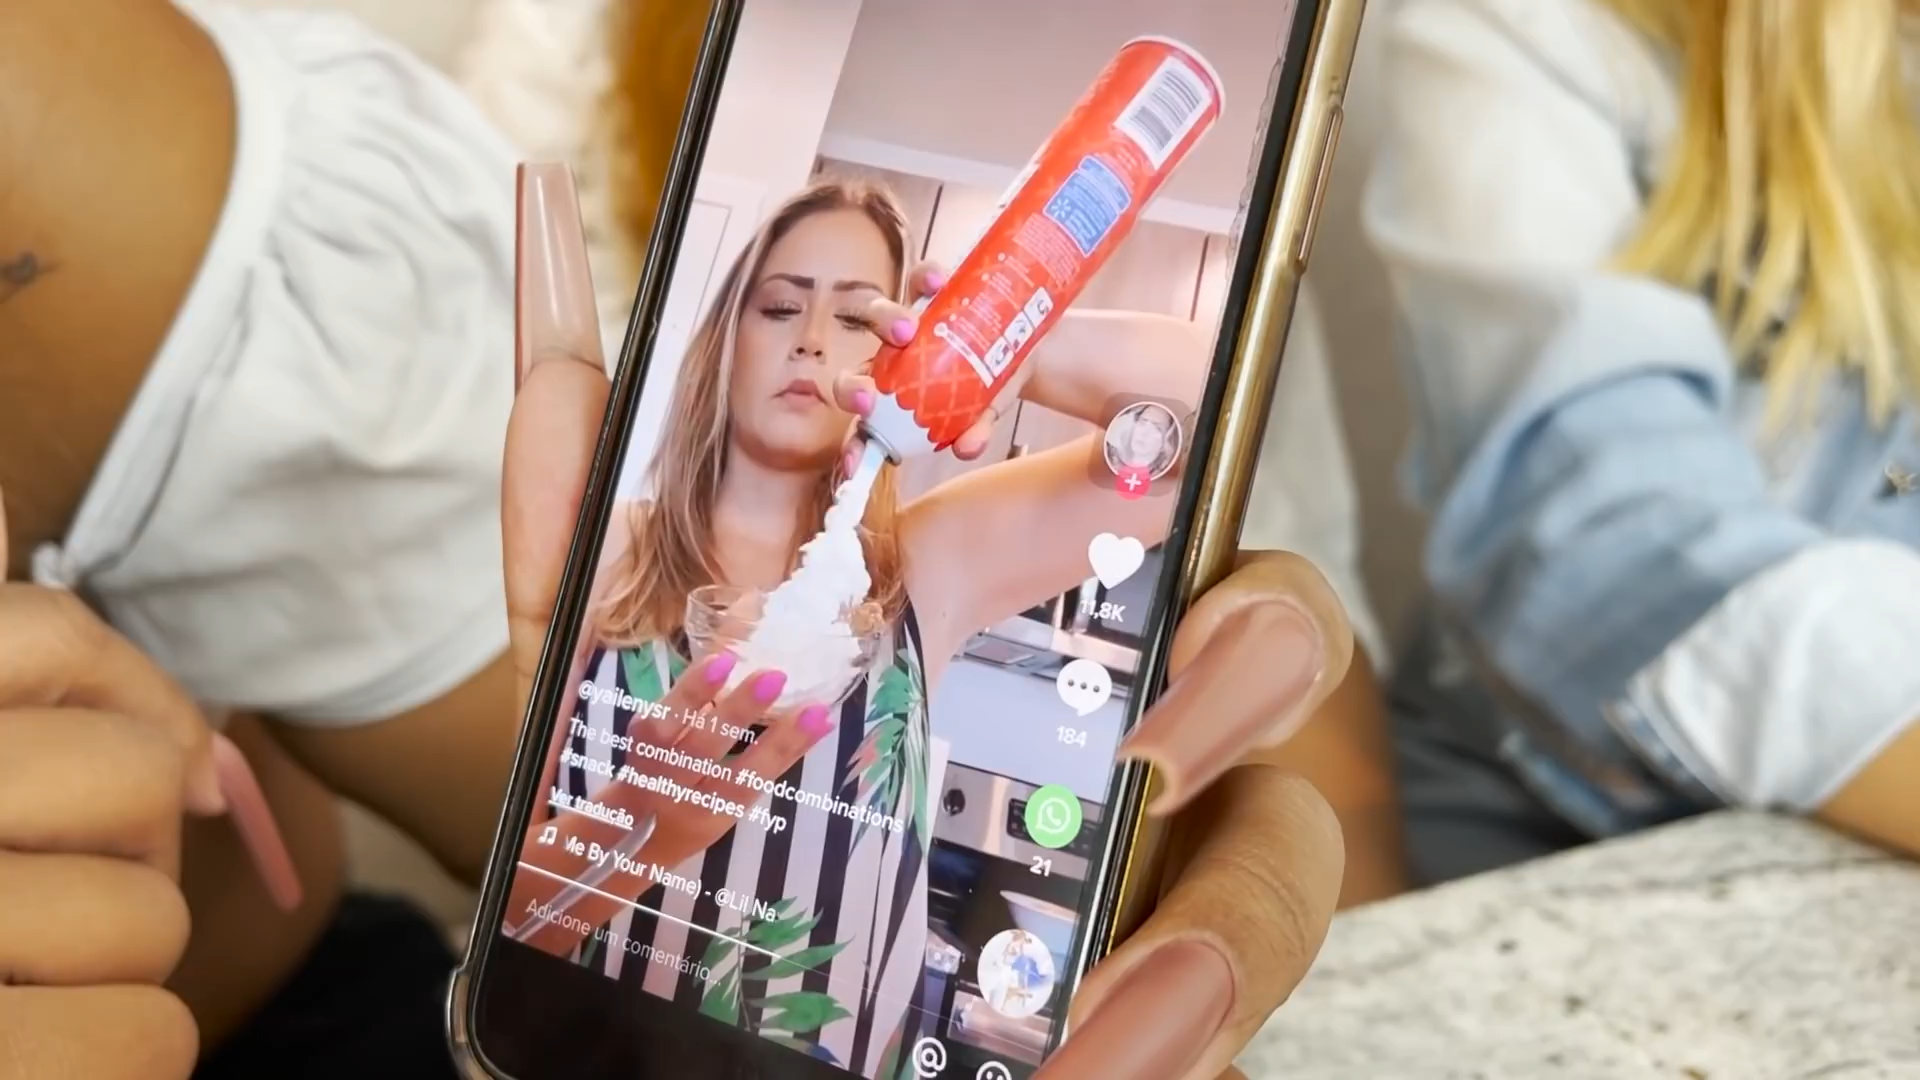 11,8K
184
@yailenysr · Há 1 sem.
The best combination #foodcombinations
#snack #healthyrecipes #fyp
Ver tradução
Me By Your Name) - @Lil Na
21
Adicione um comentário...
@